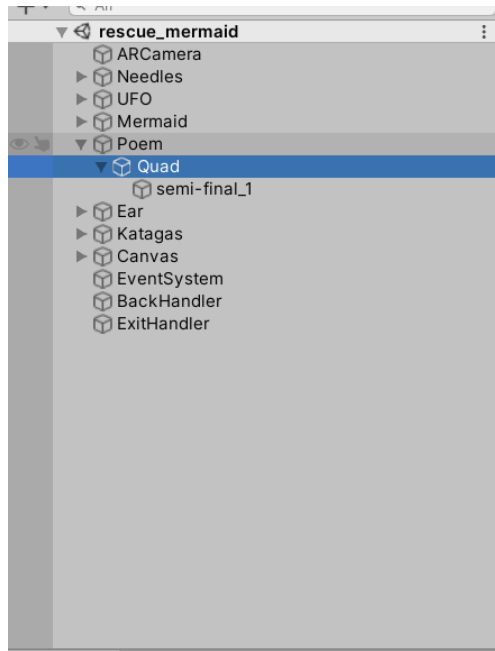 rescue_mermaid
ARCamera
Needles
UFO
Mermaid
Poem
Quad
semi-final_1
Ear
Katagas
Canvas
EventSystem
BackHandler
ExitHandler